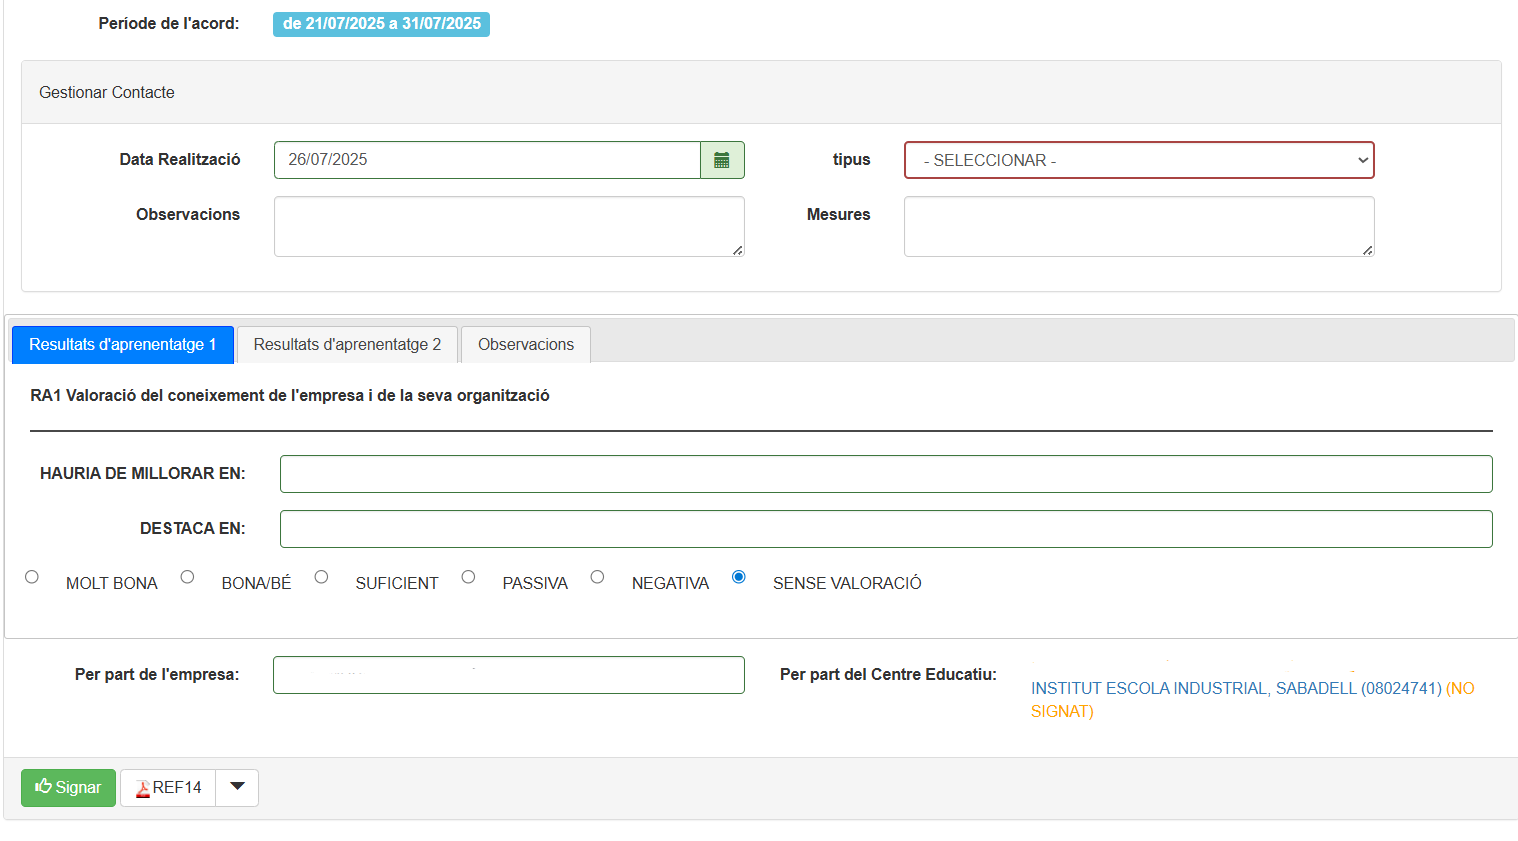 Període de l'acord: de 21/07/2025 a 31/07/2025
Gestionar Contacte
Data Realització 26/07/2025 tipus - SELECCIONAR -
Observacions Mesures
Resultats d'aprenentatge 1 Resultats d'aprenentatge 2 Observacions
RA1 Valoració del coneixement de l'empresa i de la seva organització
HAURIA DE MILLORAR EN:
DESTACA EN:
MOLT BONA BONA/BÉ SUFICIENT PASSIVA NEGATIVA SENSE VALORACIÓ
Per part de l'empresa: Per part del Centre Educatiu:
INSTITUT ESCOLA INDUSTRIAL, SABADELL (08024741) (NO
SIGNAT)
Signar REF14